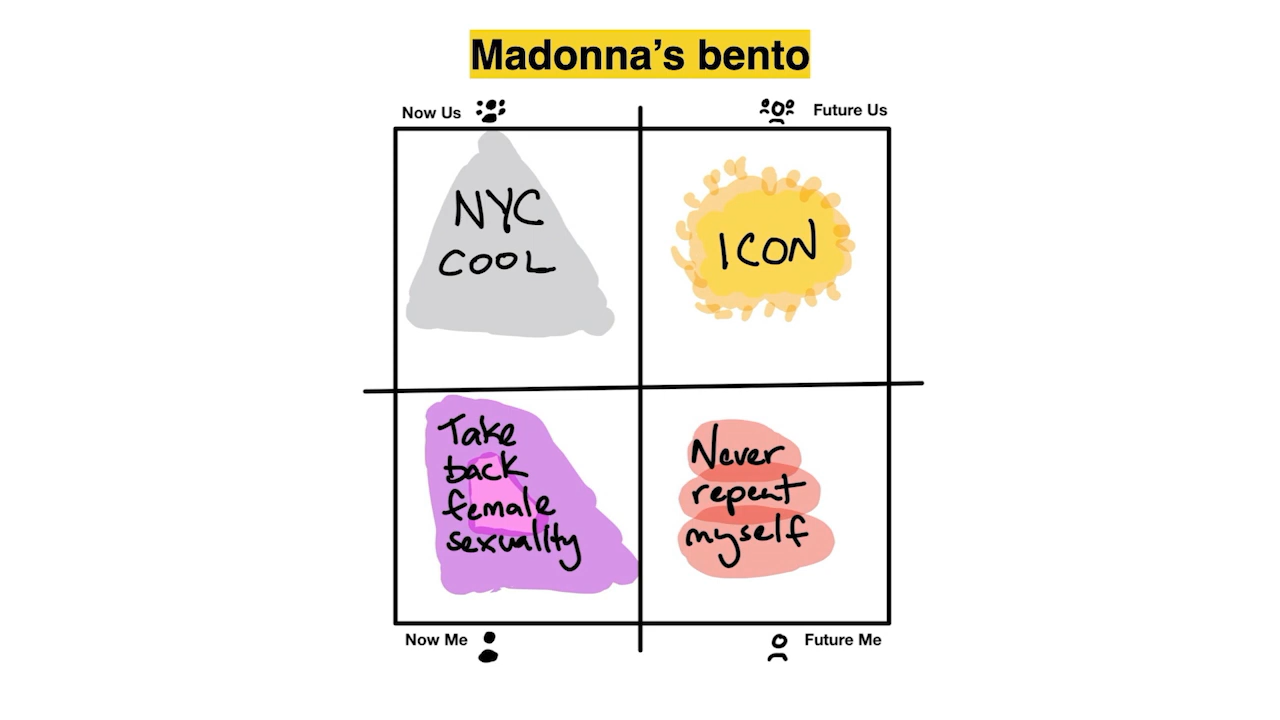 Madonna's bento
Now Us
Future Us
NYC
COOL
ICON
Take
back
female
sexuality
Never
repeat
myself
Now Me
Future Me